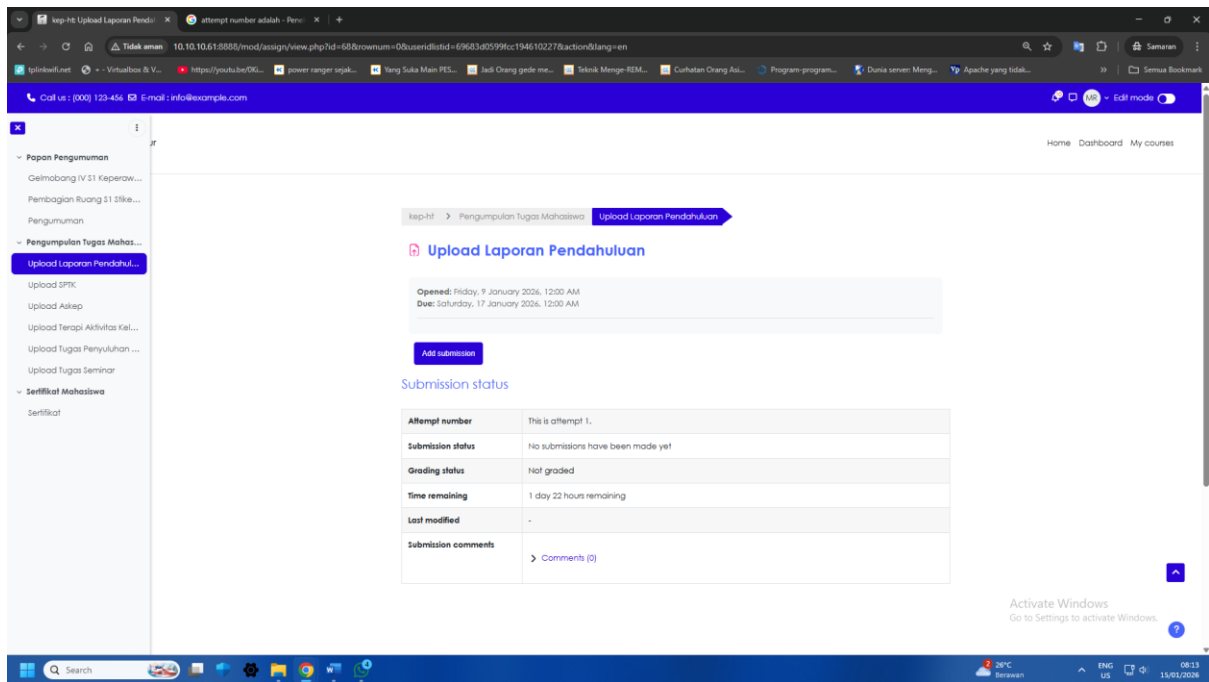 kep-ht: Upload Laporan Pendal
attempt number adalah - Penel
Tidak aman
10.10.10.61:8888/mod/assign/view.php?id=68&rownum=0&useridlistid=69683d0599fcc194610227&action&lang=en
Samaran
tplinkwifi.net
- Virtualbox & V...
https://youtu.be/0Ki...
power ranger sejak...
Yang Suka Main PES...
Jadi Orang gede me...
Teknik Menge-REM...
Curhatan Orang Asi...
Program-program...
Dunia server: Meng...
Apache yang tidak...
»
Semua Bookmark
Call us : (000) 123-456 E-mail : info@example.com
MR
Edit mode
ur
Home Dashboard My courses
Papan Pengumuman
Gelmobang IV S1 Keperaw...
Pembagian Ruang S1 Stike...
Pengumuman
Pengumpulan Tugas Mahas...
Upload Laporan Pendahul...
Upload SPTK
Upload Askep
Upload Terapi Aktivitas Kel...
Upload Tugas Penyuluhan ...
Upload Tugas Seminar
Sertifikat Mahasiswa
Sertifikat
kep-ht > Pengumpulan Tugas Mahasiswa Upload Laporan Pendahuluan
Upload Laporan Pendahuluan
Opened: Friday, 9 January 2026, 12:00 AM
Due: Saturday, 17 January 2026, 12:00 AM
Add submission
Submission status
Attempt number This is attempt 1.
Submission status No submissions have been made yet
Grading status Not graded
Time remaining 1 day 22 hours remaining
Last modified -
Submission comments
Comments (0)
Activate Windows
Go to Settings to activate Windows.
?
Search
4
2
26°C
Berawan
ENG
US
08:13
15/01/2026